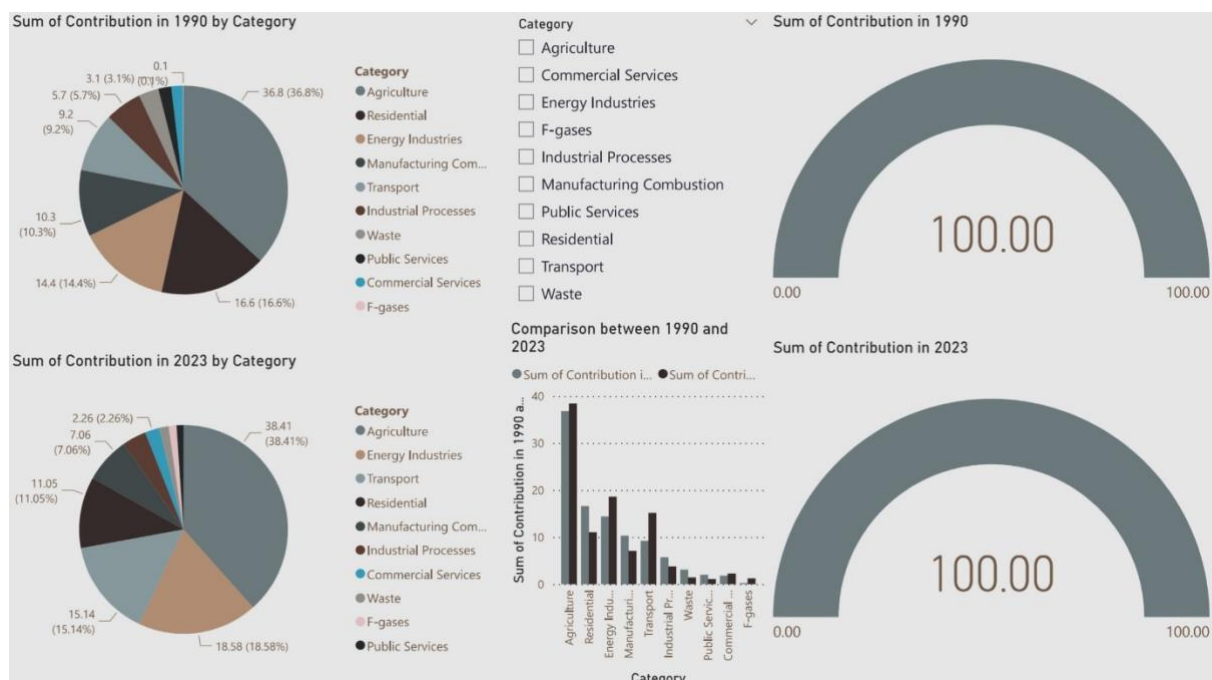 Sum of Contribution in 1990 by Category
0.1
(0.1%)
3.1 (3.1%)
5.7 (5.7%)
9.2
(9.2%)
10.3
(10.3%)
14.4 (14.4%)
16.6 (16.6%)
36.8 (36.8%)
Category
Agriculture
Residential
Energy Industries
Manufacturing Com...
Transport
Industrial Processes
Waste
Public Services
Commercial Services
F-gases
Category
Agriculture
Commercial Services
Energy Industries
F-gases
Industrial Processes
Manufacturing Combustion
Public Services
Residential
Transport
Waste
Sum of Contribution in 1990
100.00
0.00
100.00
Sum of Contribution in 2023 by Category
2.26 (2.26%)
7.06
(7.06%)
11.05
(11.05%)
15.14
(15.14%)
18.58 (18.58%)
38.41
(38.41%)
Category
Agriculture
Energy Industries
Transport
Residential
Manufacturing Com...
Industrial Processes
Commercial Services
Waste
F-gases
Public Services
Comparison between 1990 and
2023
Sum of Contribution i...
Sum of Contri...
Sum of Contribution in 1990 a...
40
30
20
10
0
Agriculture
Residential
Energy Indu...
Manufacturi...
Transport
Industrial Pr...
Waste
Public Servic...
Commercial ...
F-gases
Category
Sum of Contribution in 2023
100.00
0.00
100.00